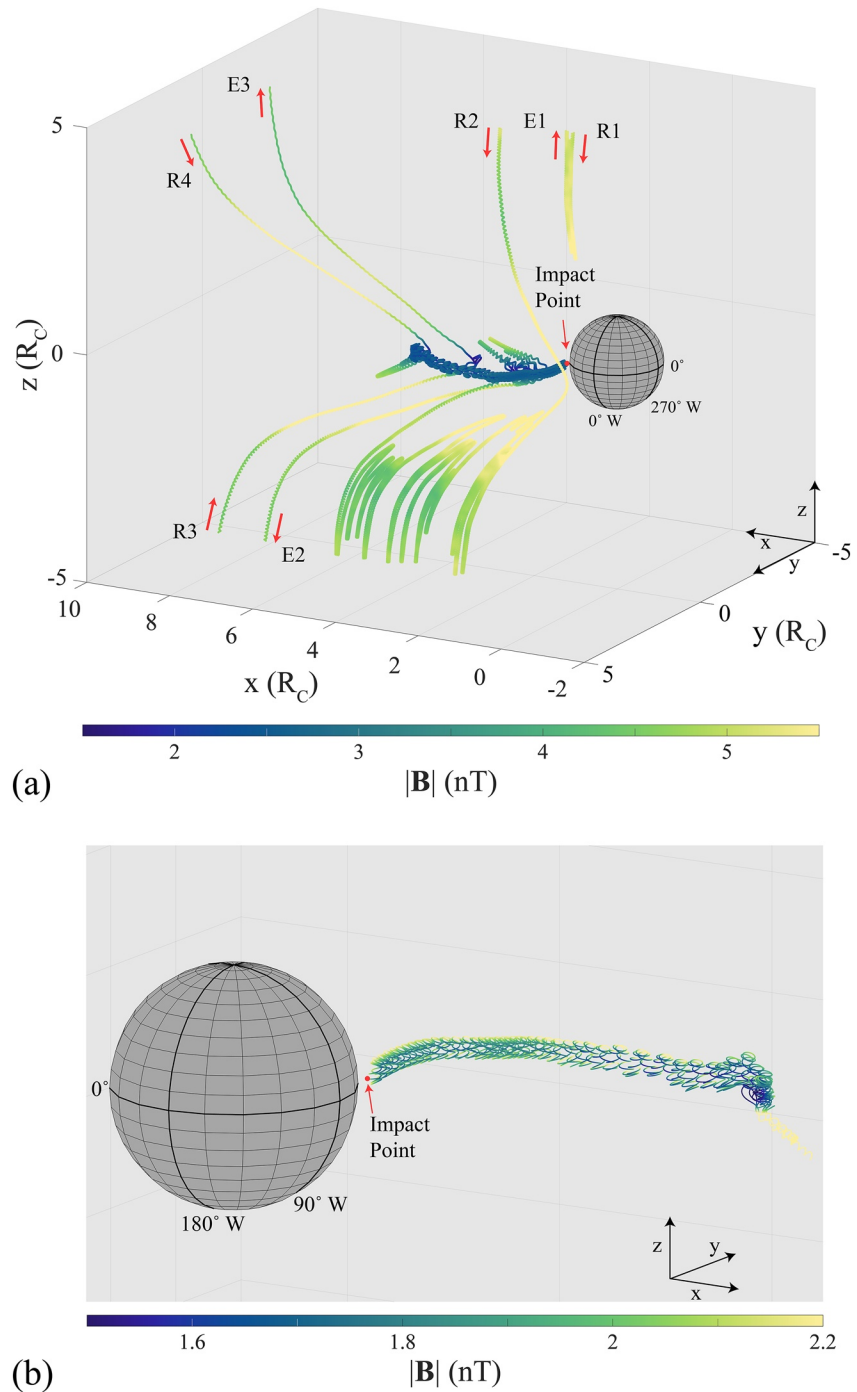 5
0
-5
z (R_C)
E3
R4
R2
E1
R1
Impact
Point
0°
0° W
270° W
R3
E2
z
x
y
-5
0
5
y (R_C)
10
8
6
4
2
0
-2
x (R_C)
2
3
4
5
(a)
|B| (nT)
0°
Impact
Point
180° W
90° W
z
y
x
1.6
1.8
2
2.2
(b)
|B| (nT)